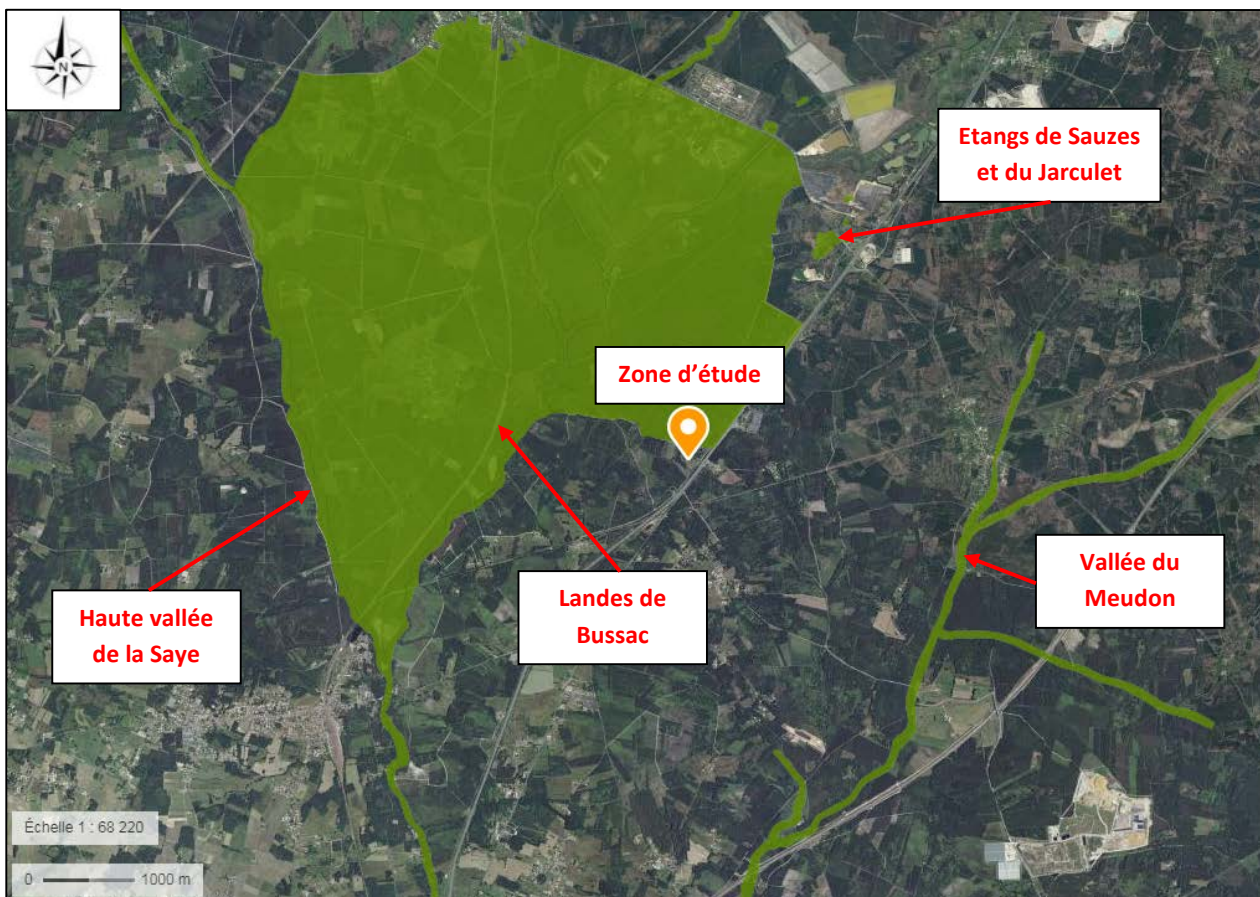 N
Etangs de Sauzes
et du Jarculet
Zone d'étude
Haute vallée
de la Saye
Landes de
Bussac
Vallée du
Meudon
Échelle 1 : 68 220
0 1000 m